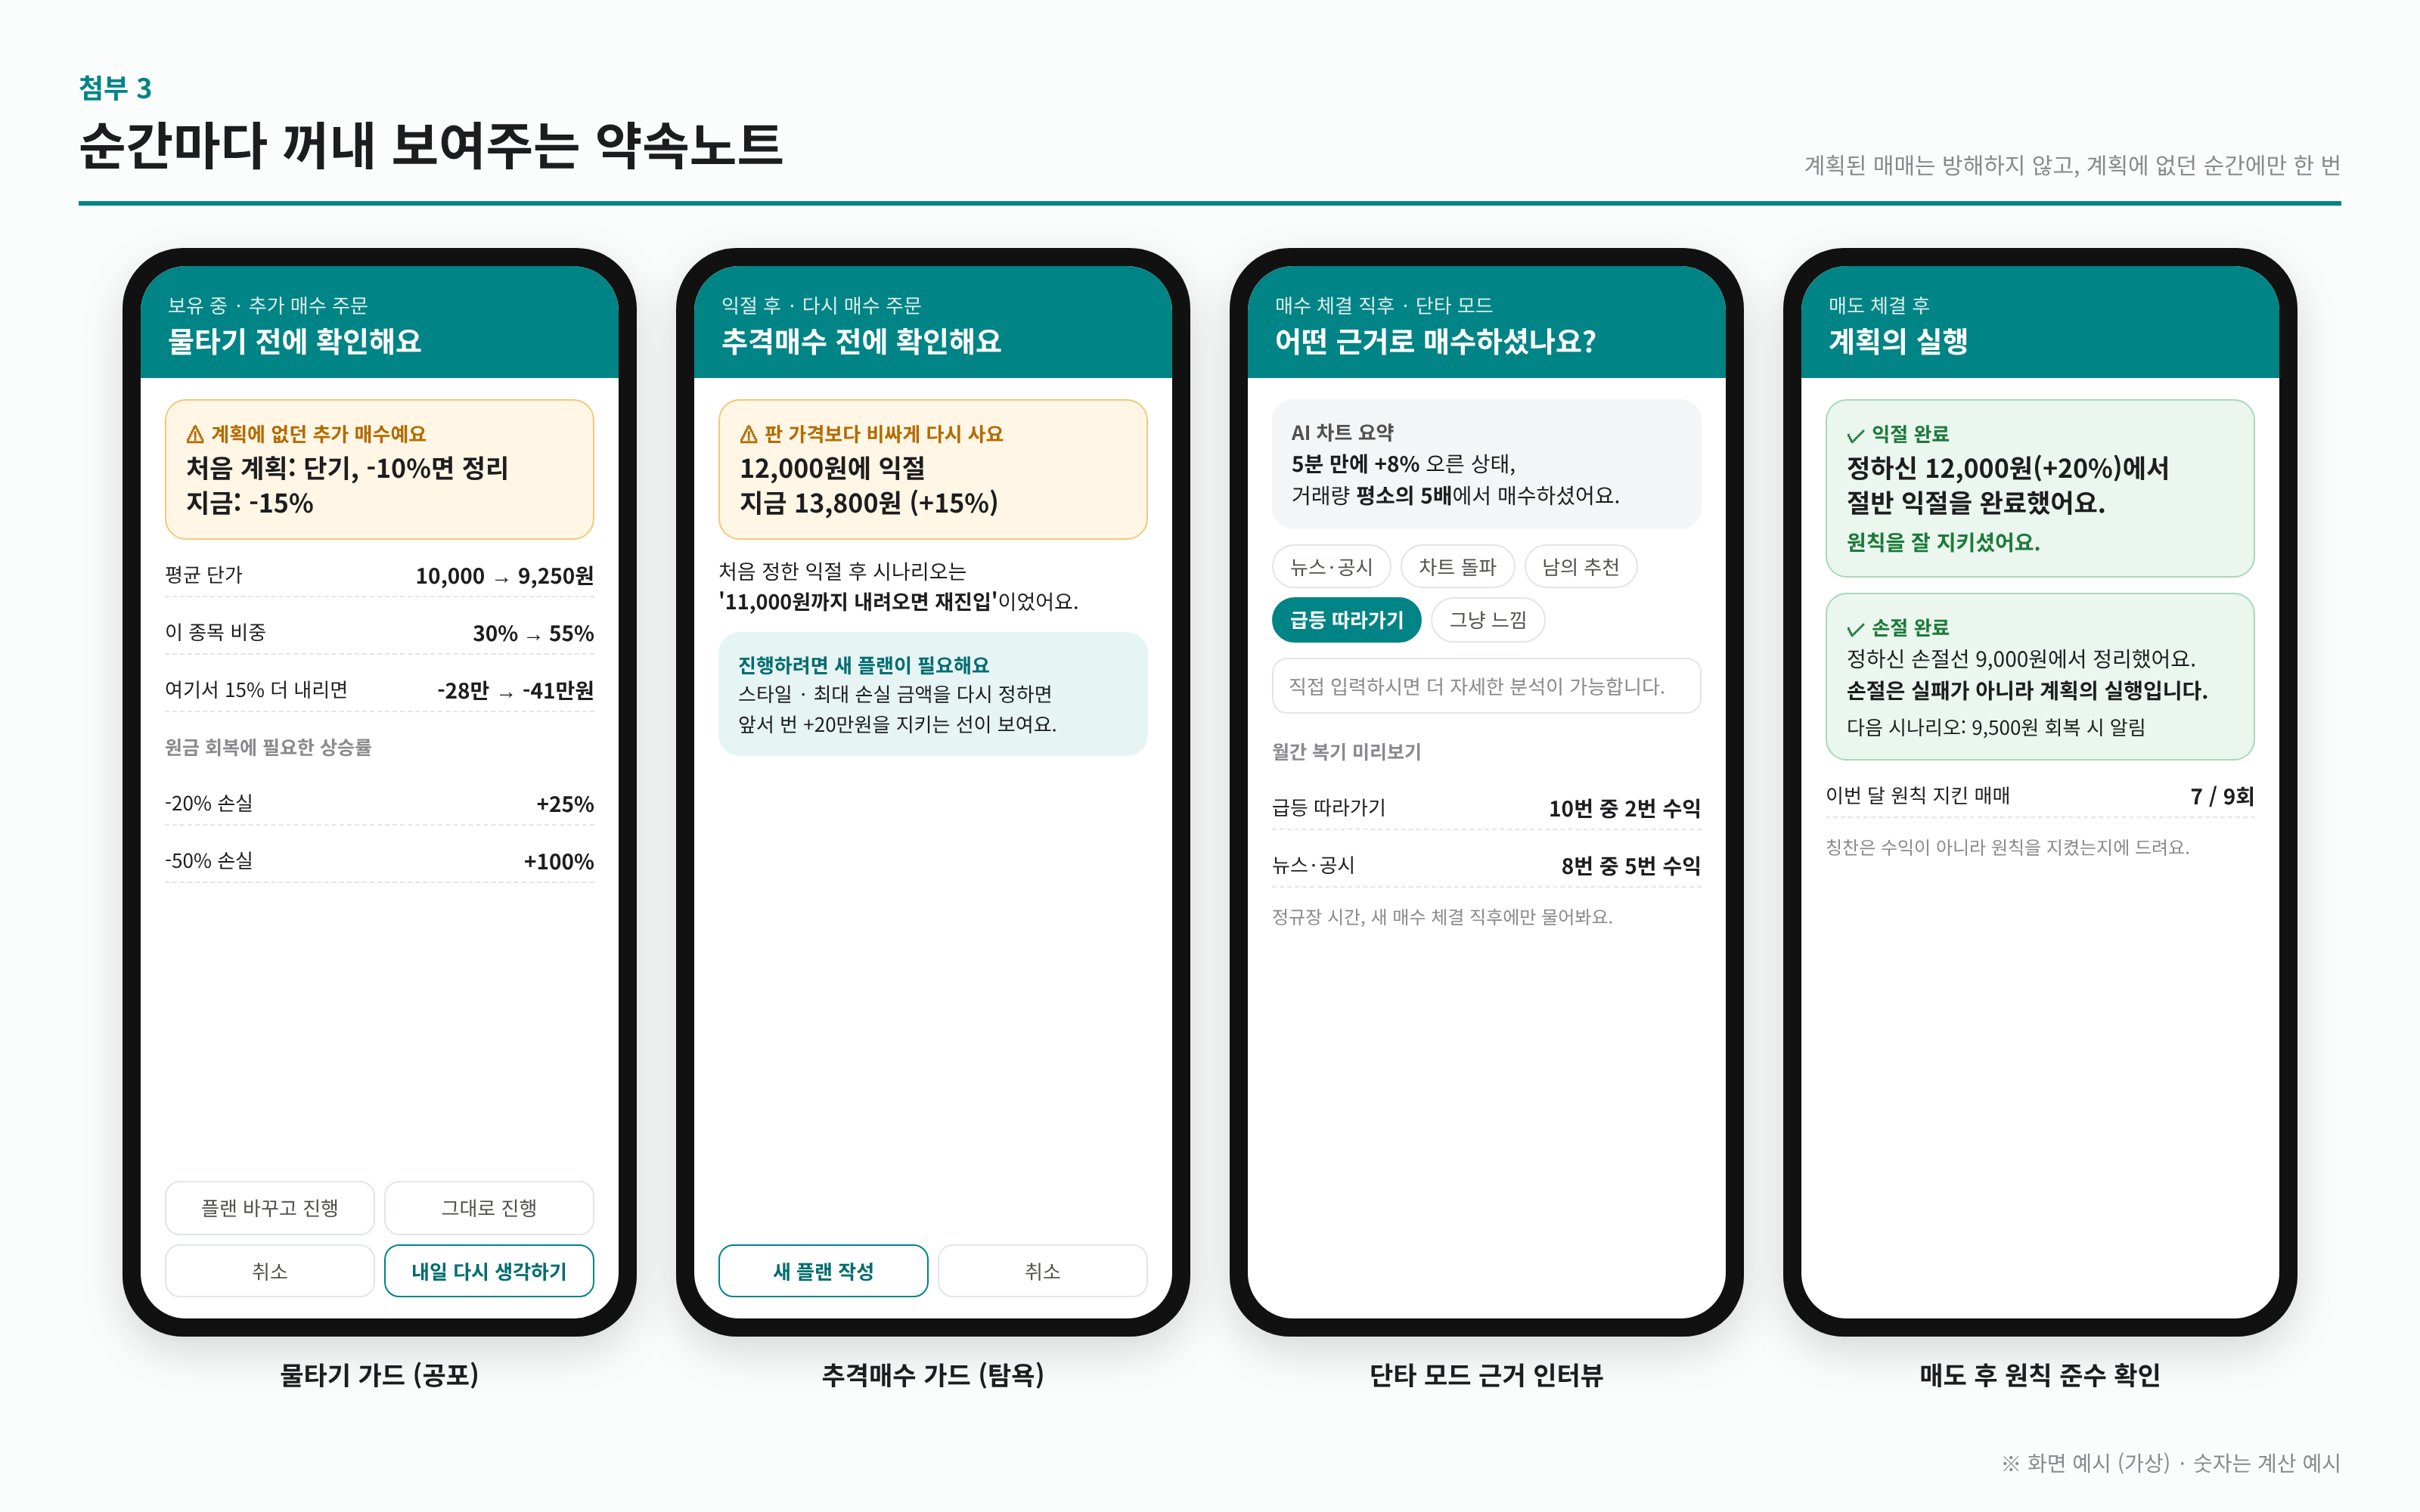 첨부 3
순간마다 꺼내 보여주는 약속노트
계획된 매매는 방해하지 않고, 계획에 없던 순간에만 한 번
보유 중 · 추가 매수 주문
물타기 전에 확인해요
⚠ 계획에 없던 추가 매수예요
처음 계획: 단기, -10%면 정리
지금: -15%
평균 단가 10,000 → 9,250원
이 종목 비중 30% → 55%
여기서 15% 더 내리면 -28만 → -41만원
원금 회복에 필요한 상승률
-20% 손실 +25%
-50% 손실 +100%
플랜 바꾸고 진행 그대로 진행
취소 내일 다시 생각하기
물타기 가드 (공포)
익절 후 · 다시 매수 주문
추격매수 전에 확인해요
⚠ 판 가격보다 비싸게 다시 사요
12,000원에 익절
지금 13,800원 (+15%)
처음 정한 익절 후 시나리오는
'11,000원까지 내려오면 재진입'이었어요.
진행하려면 새 플랜이 필요해요
스타일 · 최대 손실 금액을 다시 정하면
앞서 번 +20만원을 지키는 선이 보여요.
새 플랜 작성 취소
추격매수 가드 (탐욕)
매수 체결 직후 · 단타 모드
어떤 근거로 매수하셨나요?
AI 차트 요약
5분 만에 +8% 오른 상태,
거래량 평소의 5배에서 매수하셨어요.
뉴스·공시 차트 돌파 남의 추천
급등 따라가기 그냥 느낌
직접 입력하시면 더 자세한 분석이 가능합니다.
월간 복기 미리보기
급등 따라가기 10번 중 2번 수익
뉴스·공시 8번 중 5번 수익
정규장 시간, 새 매수 체결 직후에만 물어봐요.
단타 모드 근거 인터뷰
매도 체결 후
계획의 실행
✓ 익절 완료
정하신 12,000원(+20%)에서
절반 익절을 완료했어요.
원칙을 잘 지키셨어요.
✓ 손절 완료
정하신 손절선 9,000원에서 정리했어요.
손절은 실패가 아니라 계획의 실행입니다.
다음 시나리오: 9,500원 회복 시 알림
이번 달 원칙 지킨 매매 7 / 9회
칭찬은 수익이 아니라 원칙을 지켰는지에 드려요.
매도 후 원칙 준수 확인
※ 화면 예시 (가상) · 숫자는 계산 예시